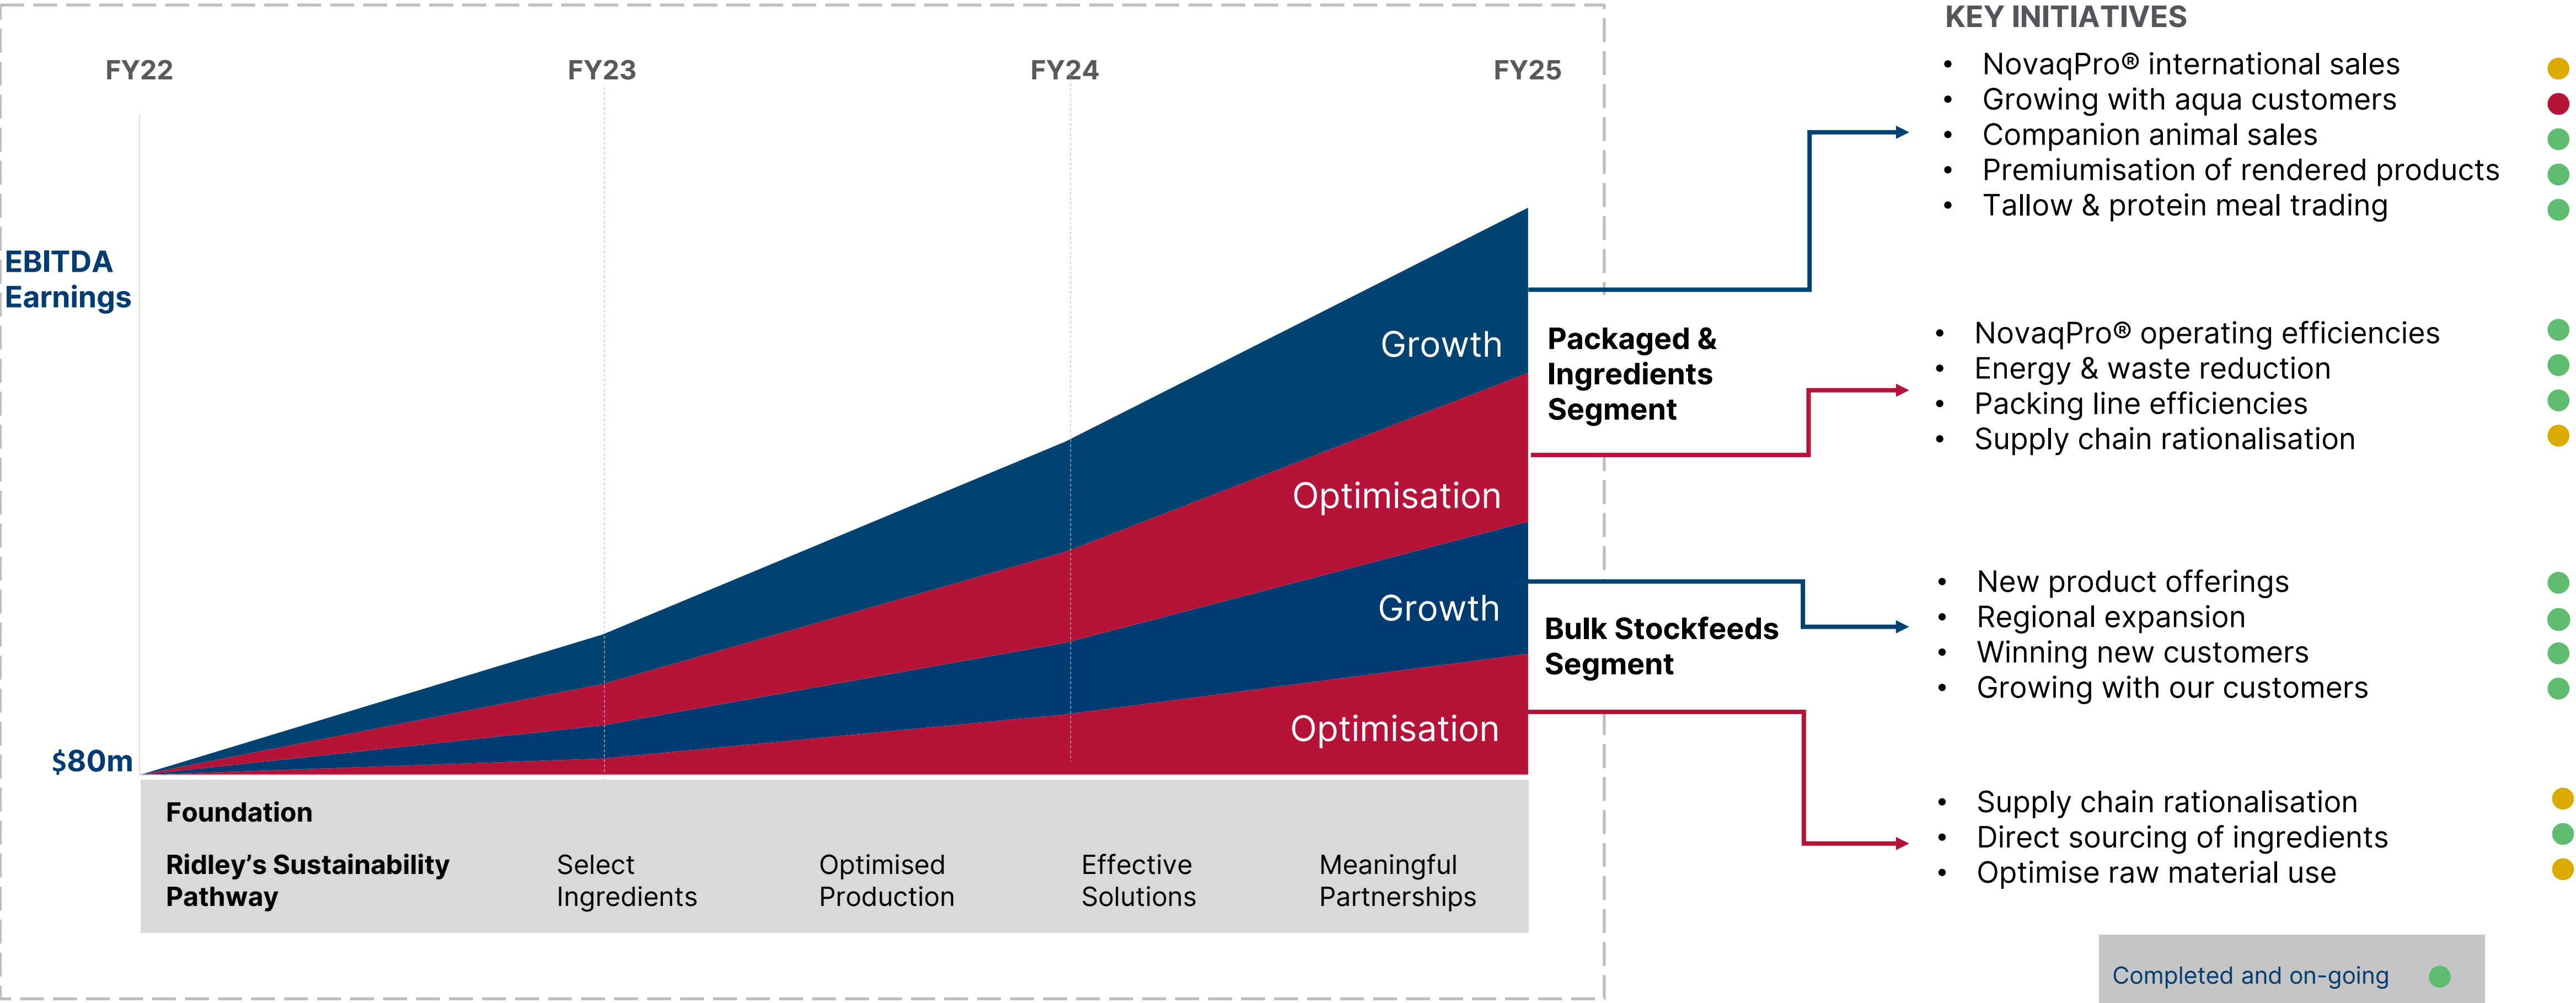 KEY INITIATIVES
FY22
FY23
FY24
FY25
• NovaqPro® international sales
• Growing with aqua customers
• Companion animal sales
• Premiumisation of rendered products
• Tallow & protein meal trading
EBITDA
Earnings
Growth
Packaged &
Ingredients
Segment
• NovaqPro® operating efficiencies
• Energy & waste reduction
• Packing line efficiencies
• Supply chain rationalisation
Optimisation
Growth
Bulk Stockfeeds
Segment
• New product offerings
• Regional expansion
• Winning new customers
• Growing with our customers
Optimisation
$80m
• Supply chain rationalisation
• Direct sourcing of ingredients
• Optimise raw material use
Foundation
Ridley’s Sustainability
Pathway
Select
Ingredients
Optimised
Production
Effective
Solutions
Meaningful
Partnerships
Completed and on-going